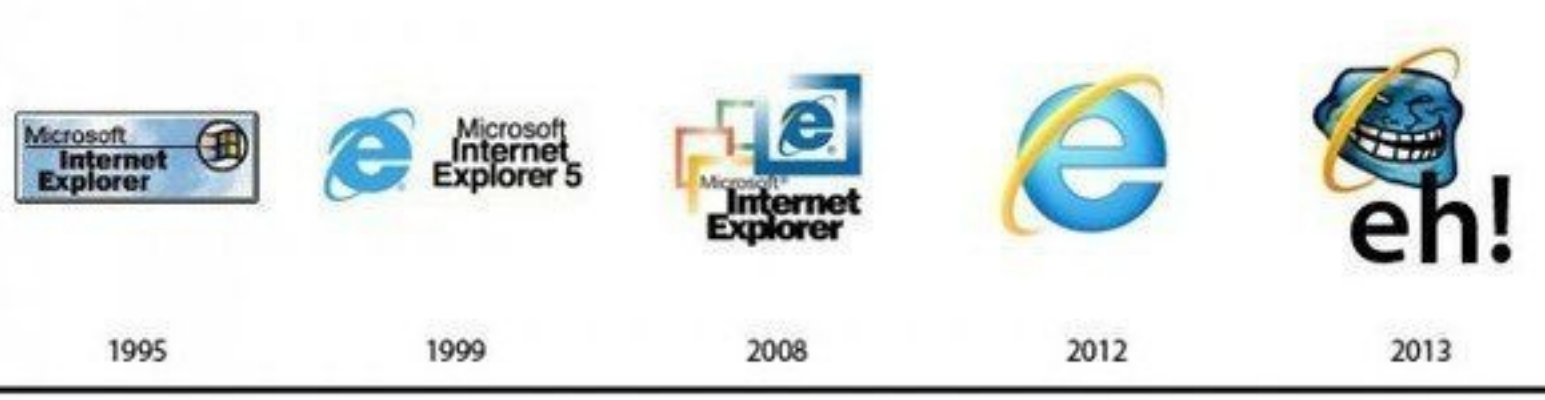 Microsoft
Internet
Explorer
1995
Microsoft
Internet
Explorer 5
1999
Microsoft®
Internet
Explorer
2008
2012
eh!
2013